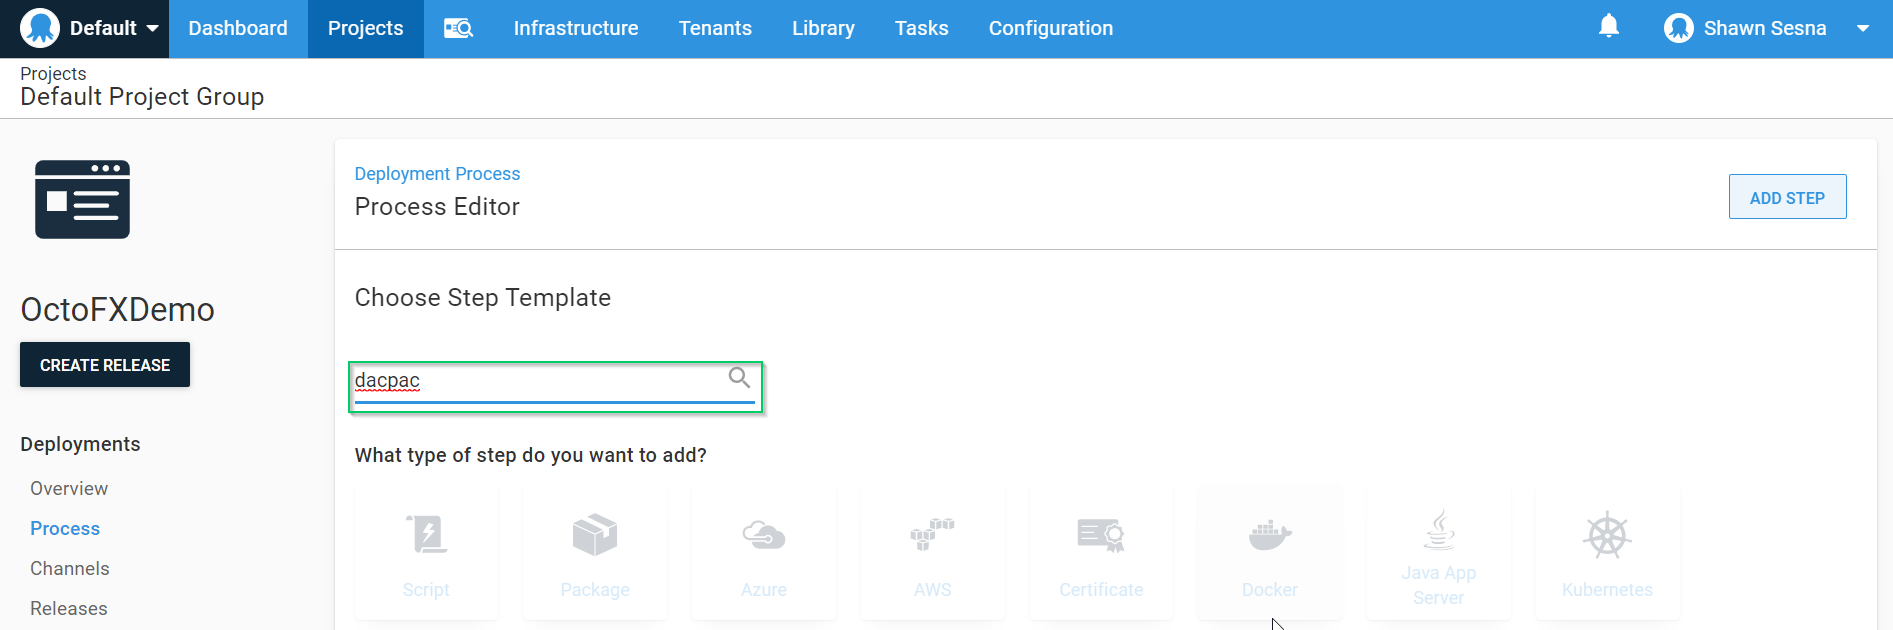 Default Dashboard Projects Infrastructure Tenants Library Tasks Configuration Shawn Sesna
Projects
Default Project Group
Deployment Process
Process Editor
ADD STEP
Choose Step Template
OctoFXDemo
CREATE RELEASE
dacpac
Deployments
What type of step do you want to add?
Overview
Process
Channels
Releases
Script
Package
Azure
AWS
Certificate
Docker
Java App
Server
Kubernetes